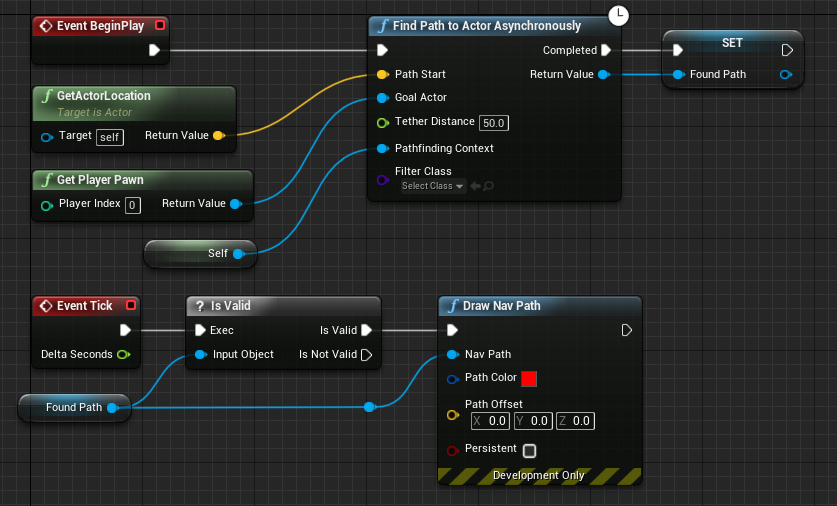 Event BeginPlay
GetActorLocation
Target is Actor
Target self Return Value
Get Player Pawn
Player Index 0 Return Value
Self
Find Path to Actor Asynchronously
Completed
Path Start Return Value
Goal Actor
Tether Distance 50.0
Pathfinding Context
Filter Class
Select Class
SET
Found Path
Event Tick
Delta Seconds
Found Path
Is Valid
Exec Is Valid
Input Object Is Not Valid
Draw Nav Path
Nav Path
Path Color
Path Offset
X 0.0 Y 0.0 Z 0.0
Persistent
Development Only